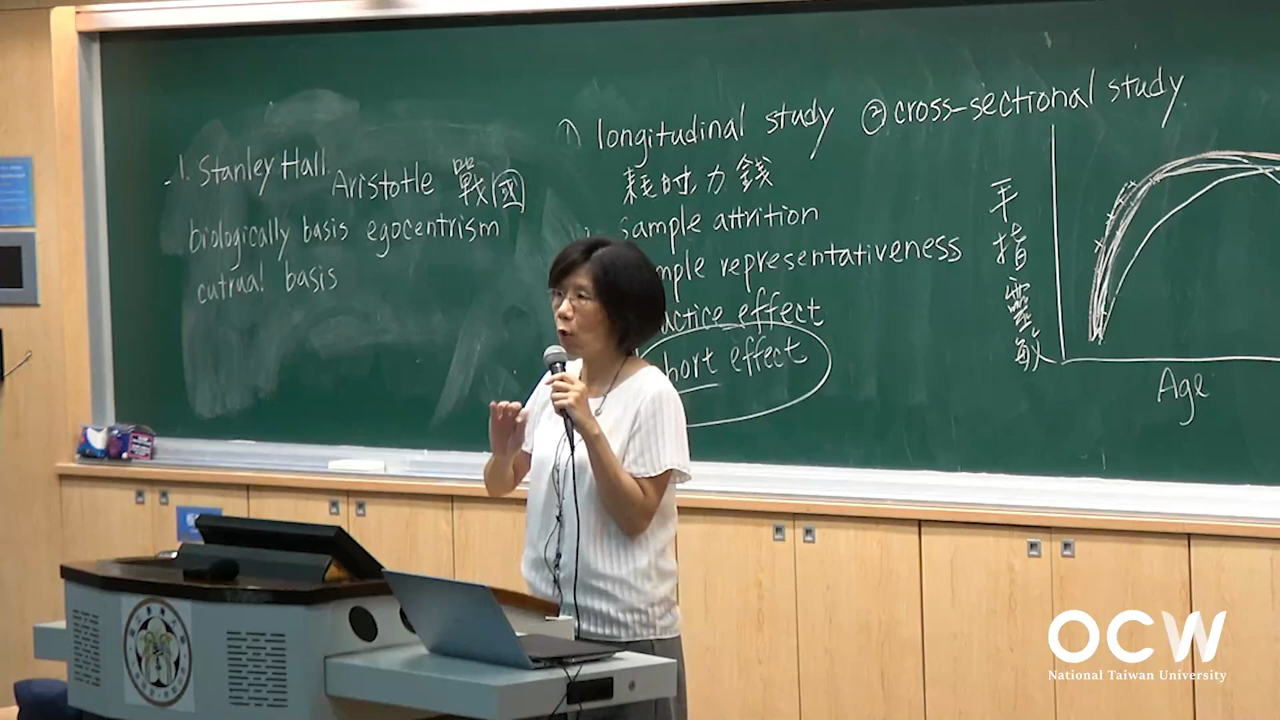 1. Stanley Hall.
Aristotle 戰國
biologically basis egocentrism
cutrual basis
① longitudinal study
耗时力錢
sample attrition
mple representativeness
actice effect
hort effect
② cross-sectional study
手指靈敏
Age
OCW
National Taiwan University